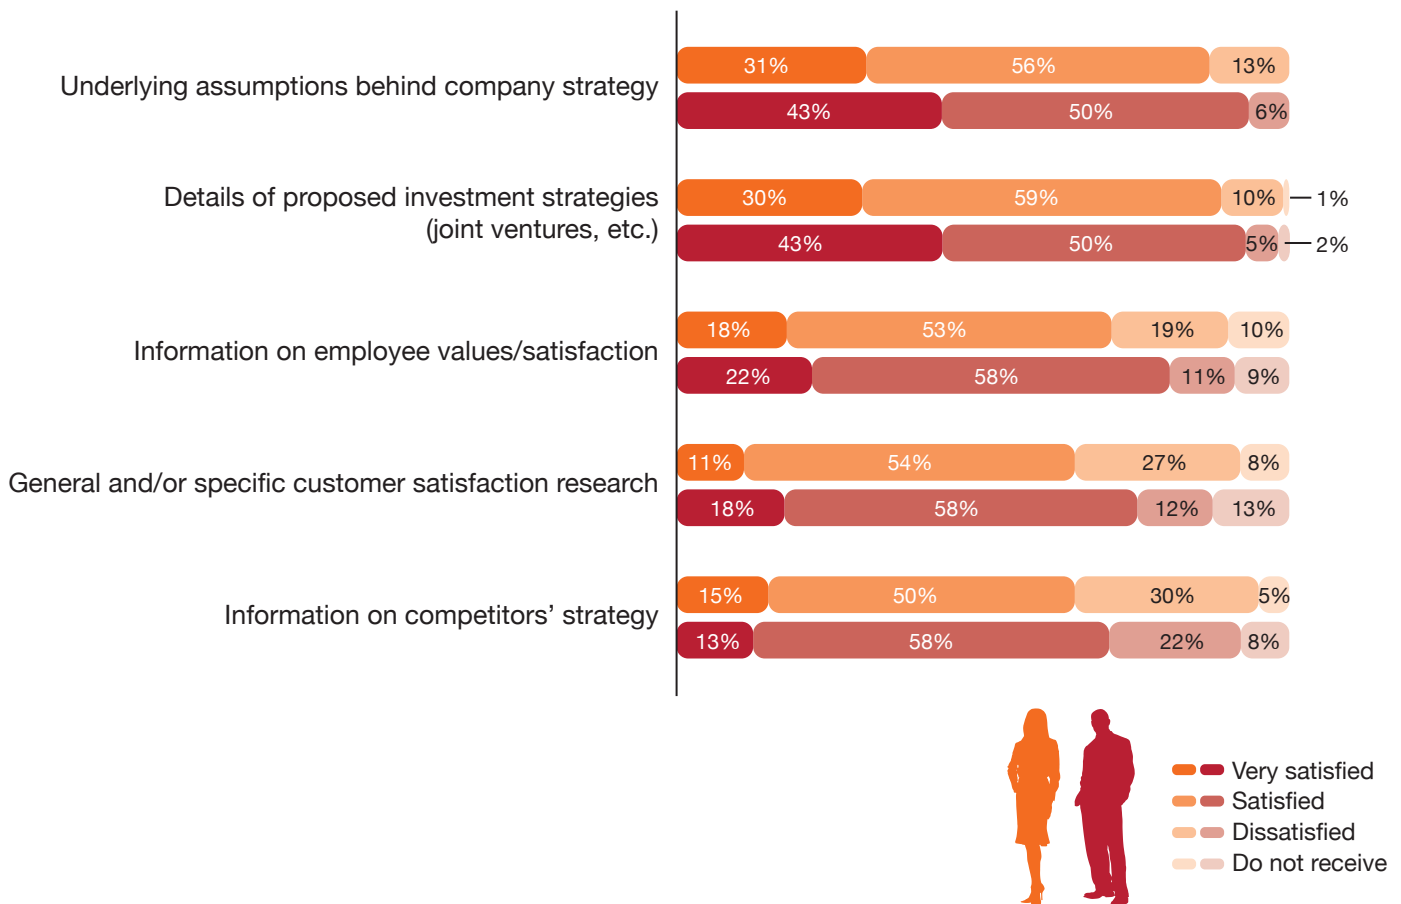 31% 56% 13%
Underlying assumptions behind company strategy
43% 50% 6%
Details of proposed investment strategies
(joint ventures, etc.)
30% 59% 10% 1%
43% 50% 5% 2%
18% 53% 19% 10%
Information on employee values/satisfaction
22% 58% 11% 9%
11% 54% 27% 8%
General and/or specific customer satisfaction research
18% 58% 12% 13%
15% 50% 30% 5%
Information on competitors’ strategy
13% 58% 22% 8%
Very satisfied
Satisfied
Dissatisfied
Do not receive